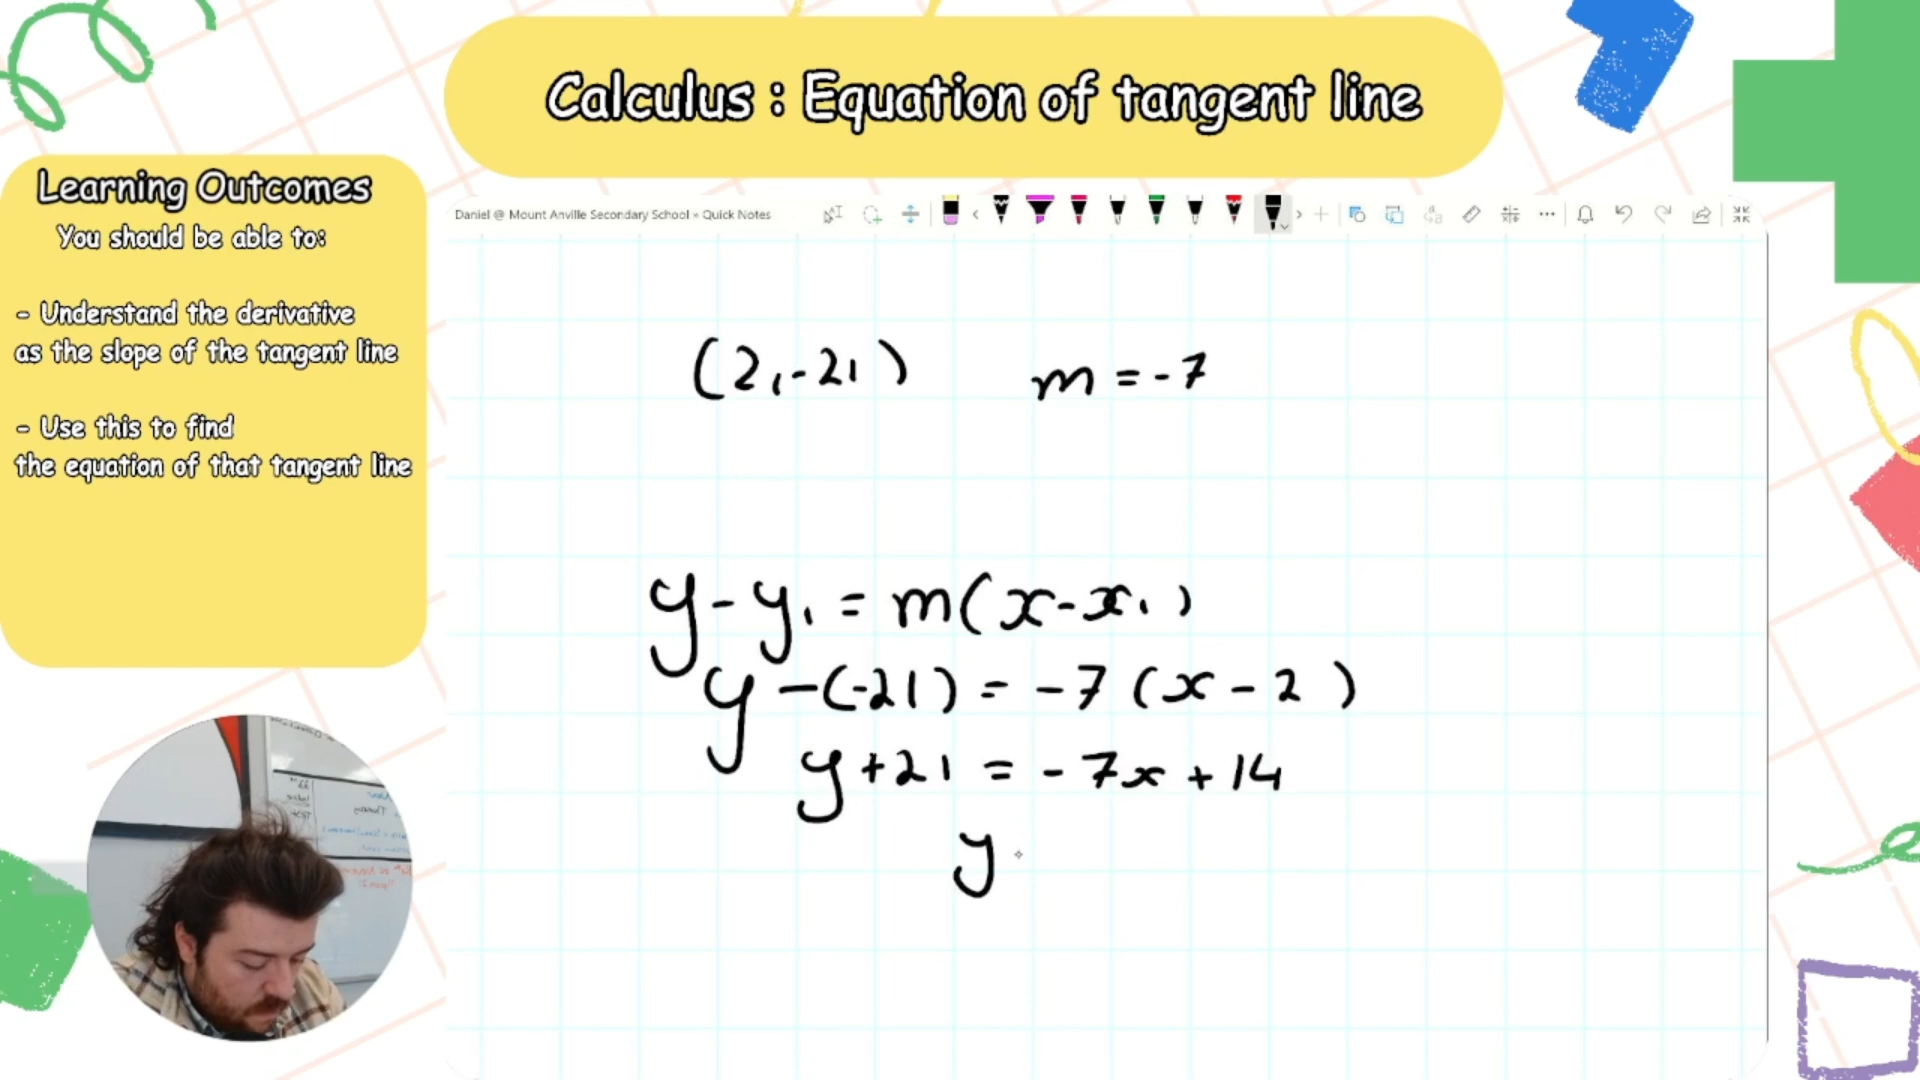 Calculus : Equation of tangent line
Learning Outcomes
You should be able to:
- Understand the derivative
as the slope of the tangent line
- Use this to find
the equation of that tangent line
Daniel @ Mount Anville Secondary School » Quick Notes
(2,-21) m = -7
y - y₁ = m(x - x₁)
y - (-21) = -7 (x - 2)
y + 21 = -7x + 14
y